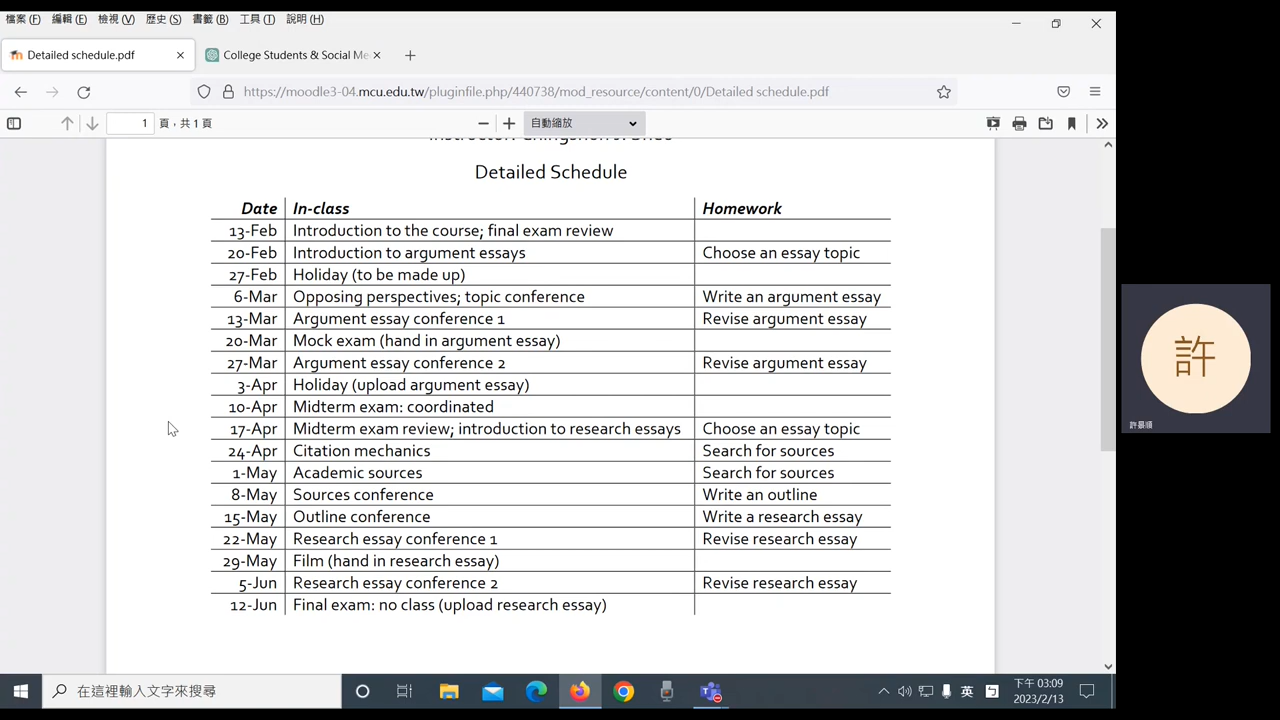 檔案(F) 編輯(E) 檢視(V) 歷史(S) 書籤(B) 工具(T) 說明(H)
Detailed schedule.pdf
College Students & Social Me
https://moodle3-04.mcu.edu.tw/pluginfile.php/440738/mod_resource/content/0/Detailed schedule.pdf
1 頁，共 1 頁
自動縮放
Detailed Schedule
Date In-class Homework
13-Feb Introduction to the course; final exam review
20-Feb Introduction to argument essays Choose an essay topic
27-Feb Holiday (to be made up)
6-Mar Opposing perspectives; topic conference Write an argument essay
13-Mar Argument essay conference 1 Revise argument essay
20-Mar Mock exam (hand in argument essay)
27-Mar Argument essay conference 2 Revise argument essay
3-Apr Holiday (upload argument essay)
10-Apr Midterm exam: coordinated
17-Apr Midterm exam review; introduction to research essays Choose an essay topic
24-Apr Citation mechanics Search for sources
1-May Academic sources Search for sources
8-May Sources conference Write an outline
15-May Outline conference Write a research essay
22-May Research essay conference 1 Revise research essay
29-May Film (hand in research essay)
5-Jun Research essay conference 2 Revise research essay
12-Jun Final exam: no class (upload research essay)
許
許景順
在這裡輸入文字來搜尋
英
下午 03:09
2023/2/13